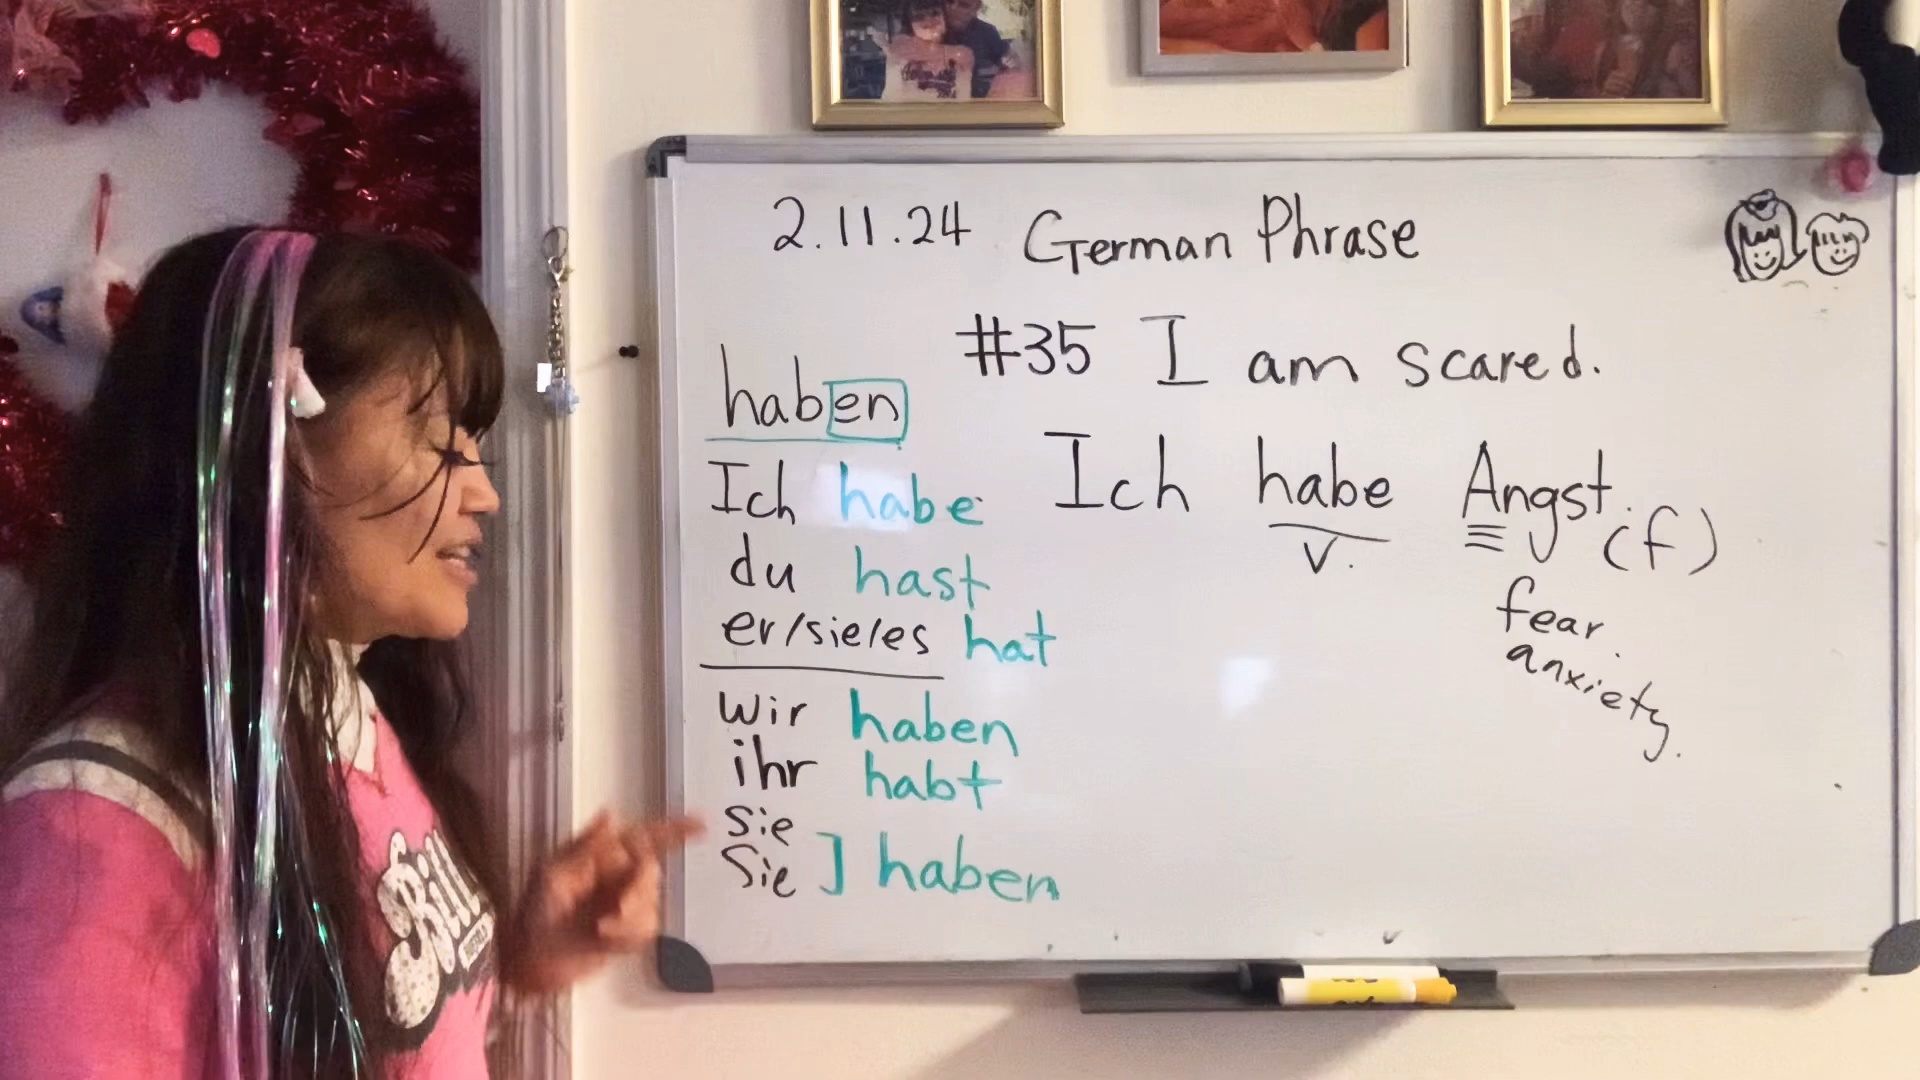 2.11.24 German Phrase
#35 I am scared.
haben
Ich habe
du hast
er/sie/es hat
wir haben
ihr habt
sie
Sie ] haben
Ich habe Angst.
v. (f)
fear
anxiety.
Bill